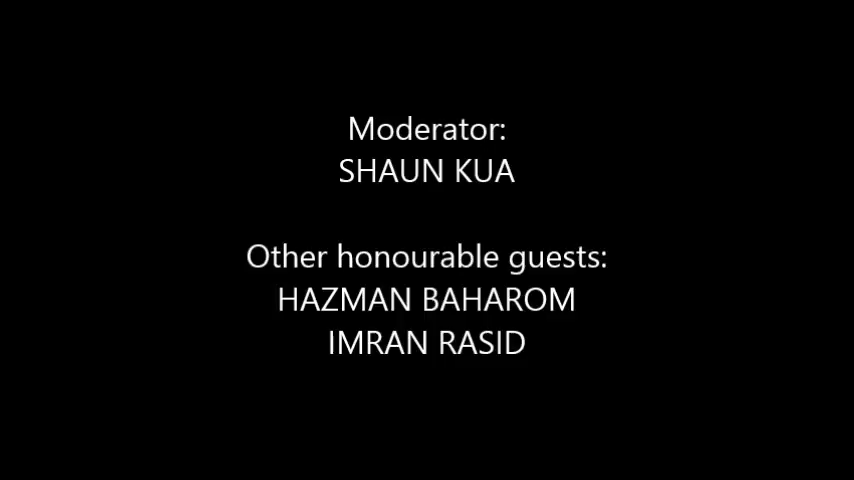 Moderator:
SHAUN KUA
Other honourable guests:
HAZMAN BAHAROM
IMRAN RASID